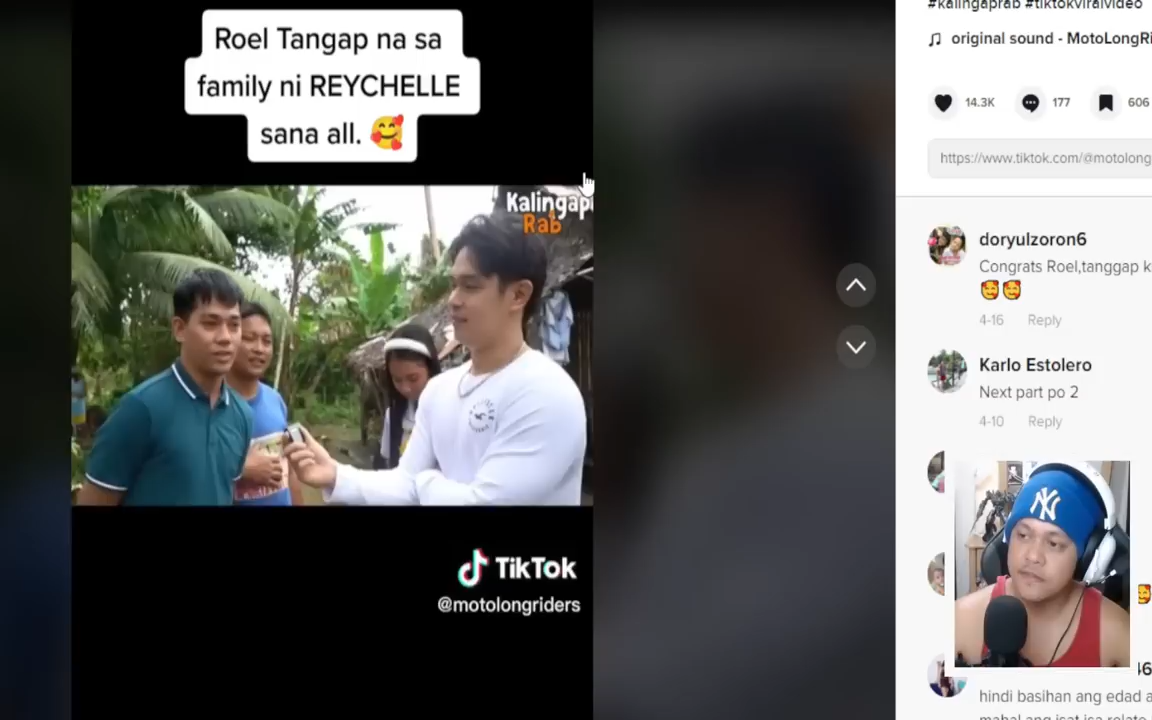 Roel Tangap na sa
family ni REYCHELLE
sana all. 🥰
Kalingap
Rab
TikTok
@motolongriders
#kalingaprab #tiktokviralvideo
original sound - MotoLongRi
14.3K
177
606
https://www.tiktok.com/@motolong
doryulzoron6
Congrats Roel,tanggap k
🥰🥰
4-16 Reply
Karlo Estolero
Next part po 2
4-10 Reply
NY
hindi basihan ang edad a